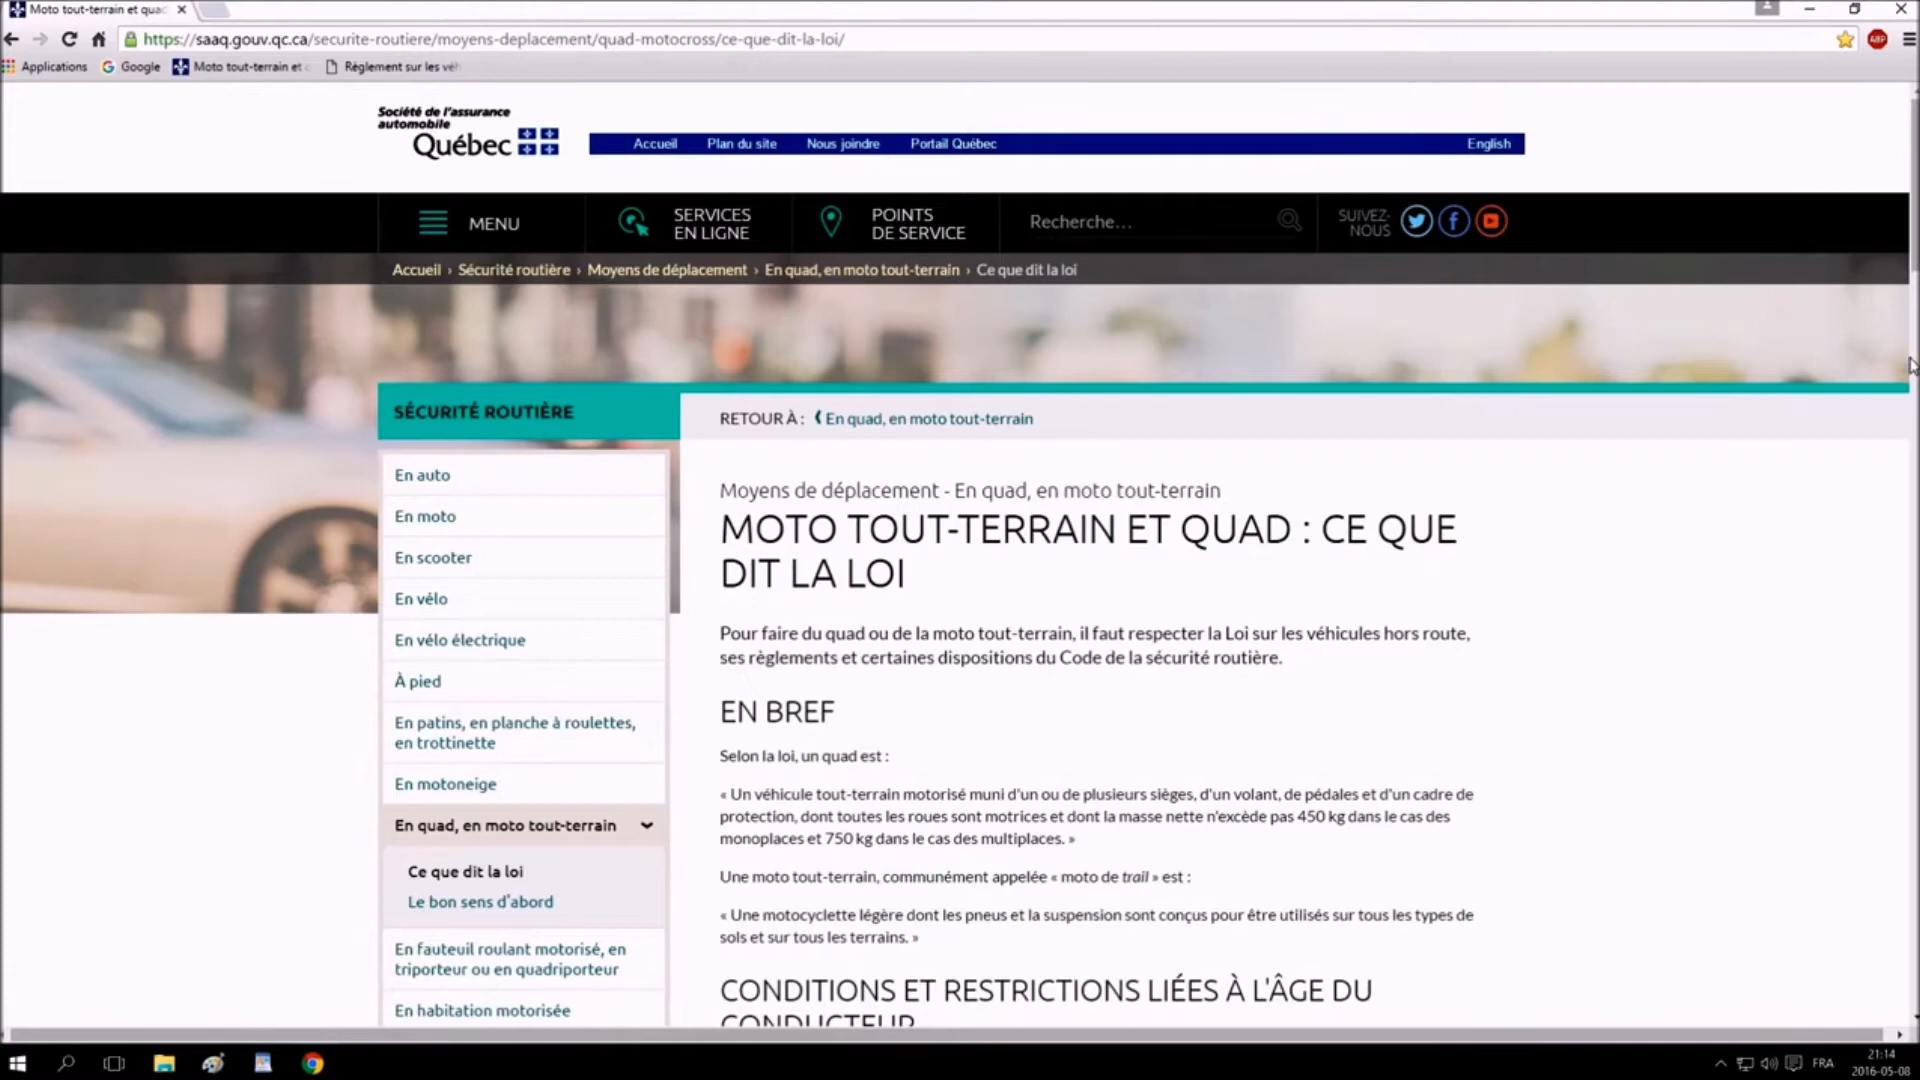 Moto tout-terrain et quad
https://saaq.gouv.qc.ca/securite-routiere/moyens-deplacement/quad-motocross/ce-que-dit-la-loi/
ABP
Applications Google Moto tout-terrain et Règlement sur les véh
Société de l'assurance
automobile
Québec
Accueil Plan du site Nous joindre Portail Québec English
MENU
SERVICES
EN LIGNE
POINTS
DE SERVICE
Recherche...
SUIVEZ-
NOUS
Accueil › Sécurité routière › Moyens de déplacement › En quad, en moto tout-terrain › Ce que dit la loi
SÉCURITÉ ROUTIÈRE
En auto
En moto
En scooter
En vélo
En vélo électrique
À pied
En patins, en planche à roulettes,
en trottinette
En motoneige
En quad, en moto tout-terrain
Ce que dit la loi
Le bon sens d'abord
En fauteuil roulant motorisé, en
triporteur ou en quadriporteur
En habitation motorisée
RETOUR À : ‹ En quad, en moto tout-terrain
Moyens de déplacement - En quad, en moto tout-terrain
MOTO TOUT-TERRAIN ET QUAD : CE QUE
DIT LA LOI
Pour faire du quad ou de la moto tout-terrain, il faut respecter la Loi sur les véhicules hors route,
ses règlements et certaines dispositions du Code de la sécurité routière.
EN BREF
Selon la loi, un quad est :
« Un véhicule tout-terrain motorisé muni d'un ou de plusieurs sièges, d'un volant, de pédales et d'un cadre de
protection, dont toutes les roues sont motrices et dont la masse nette n'excède pas 450 kg dans le cas des
monoplaces et 750 kg dans le cas des multiplaces. »
Une moto tout-terrain, communément appelée « moto de trail » est :
« Une motocyclette légère dont les pneus et la suspension sont conçus pour être utilisés sur tous les types de
sols et sur tous les terrains. »
CONDITIONS ET RESTRICTIONS LIÉES À L'ÂGE DU
CONDUCTEUR
FRA
21:14
2016-05-08